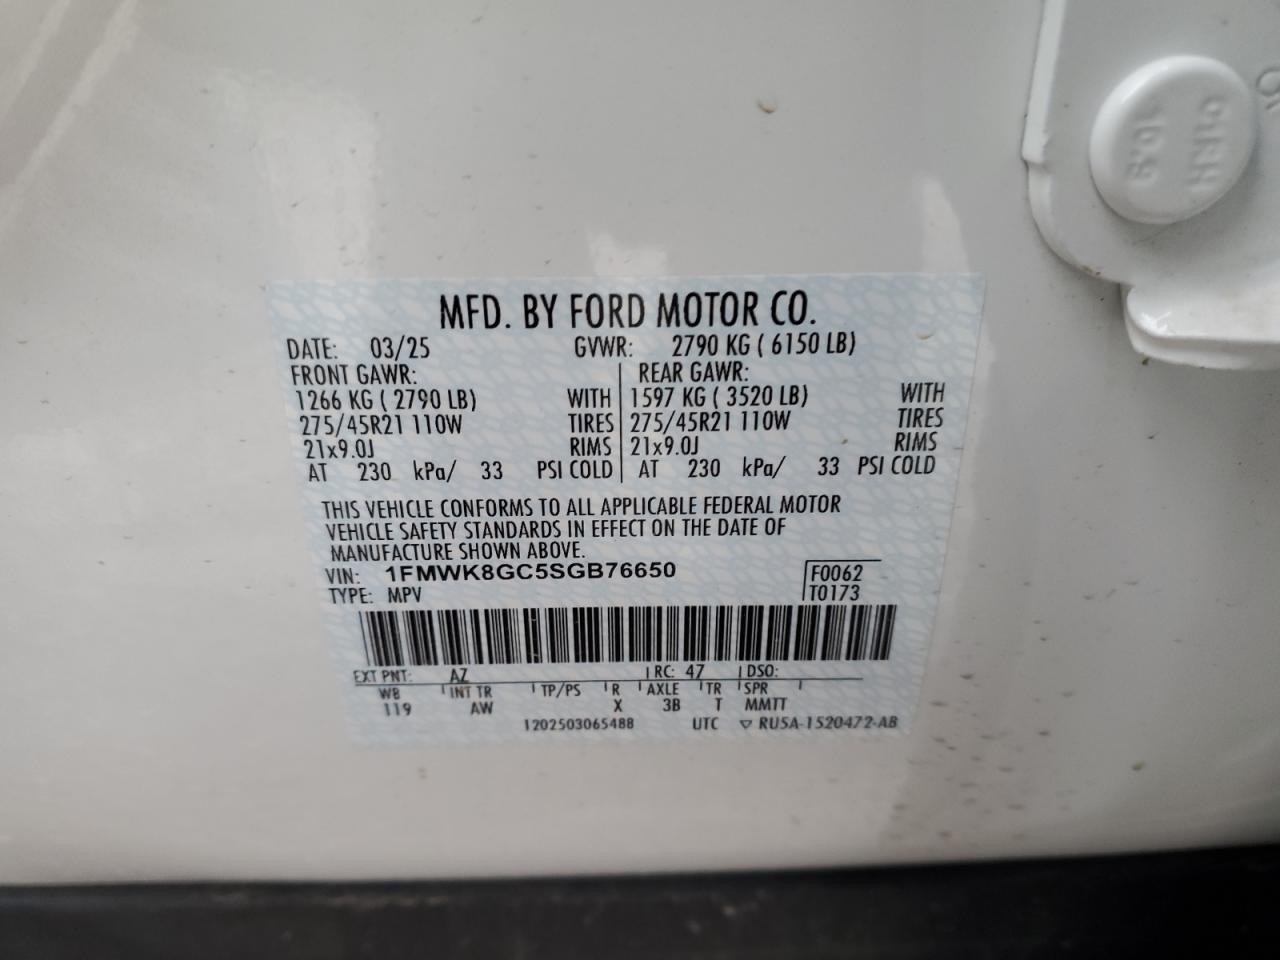 CTRH
10.9
MFD. BY FORD MOTOR CO.
DATE: 03/25 GVWR: 2790 KG ( 6150 LB)
FRONT GAWR: REAR GAWR:
1266 KG ( 2790 LB) WITH 1597 KG ( 3520 LB) WITH
275/45R21 110W TIRES 275/45R21 110W TIRES
21x9.0J RIMS 21x9.0J RIMS
AT 230 kPa/ 33 PSI COLD AT 230 kPa/ 33 PSI COLD
THIS VEHICLE CONFORMS TO ALL APPLICABLE FEDERAL MOTOR
VEHICLE SAFETY STANDARDS IN EFFECT ON THE DATE OF
MANUFACTURE SHOWN ABOVE.
VIN: 1FMWK8GC5SGB76650 F0062
TYPE: MPV T0173
EXT PNT: AZ RC: 47 DSO:
WB INT TR TP/PS R AXLE TR SPR
119 AW X 3B T MMTT
1202503065488 UTC ▽ RU5A-1520472-AB